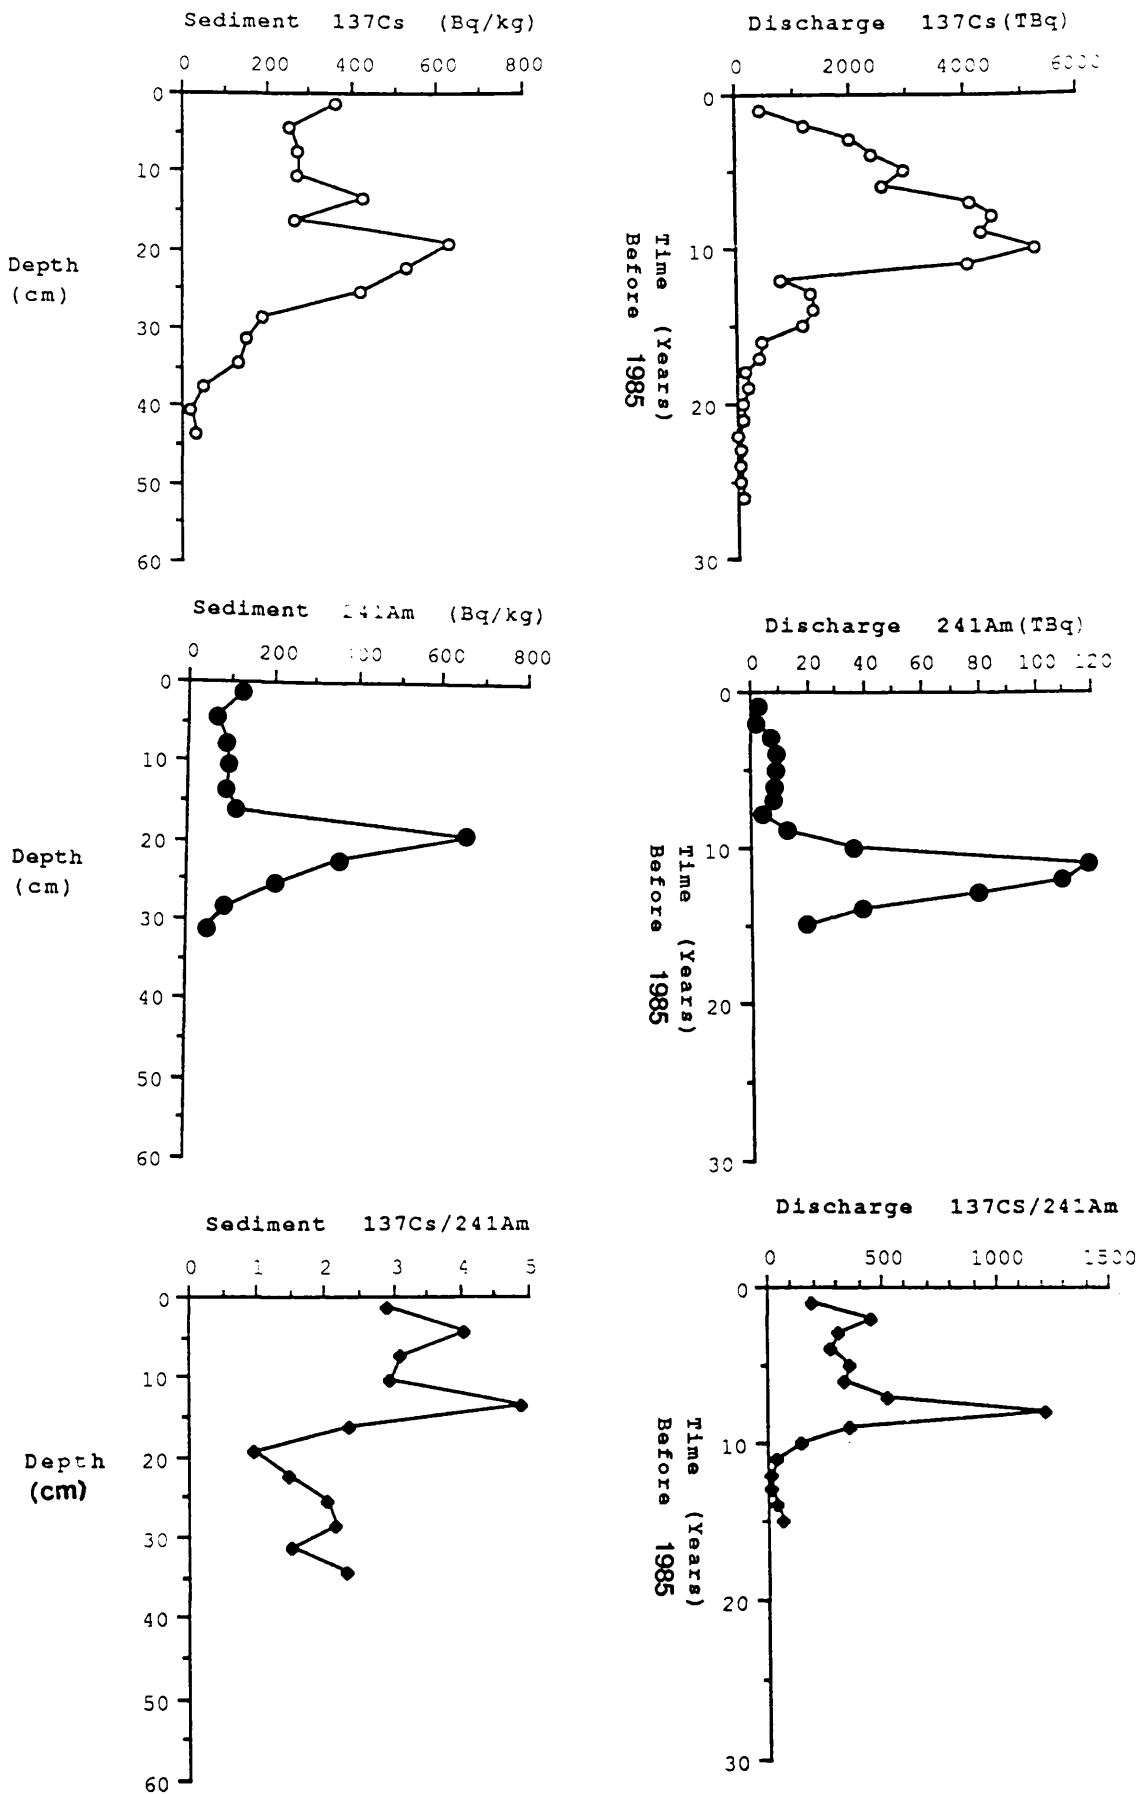 Sediment 137Cs (Bq/kg)
0 200 400 600 800
0
10
20
30
40
50
60
Depth
(cm)
Discharge 137Cs(TBq)
0 2000 4000 6000
0
10
20
30
Time (Years)
Before 1985
Sediment 241Am (Bq/kg)
0 200 400 600 800
0
10
20
30
40
50
60
Depth
(cm)
Discharge 241Am(TBq)
0 20 40 60 80 100 120
0
10
20
30
Time (Years)
Before 1985
Sediment 137Cs/241Am
0 1 2 3 4 5
0
10
20
30
40
50
60
Depth
(cm)
Discharge 137CS/241Am
0 500 1000 1500
0
10
20
30
Time (Years)
Before 1985